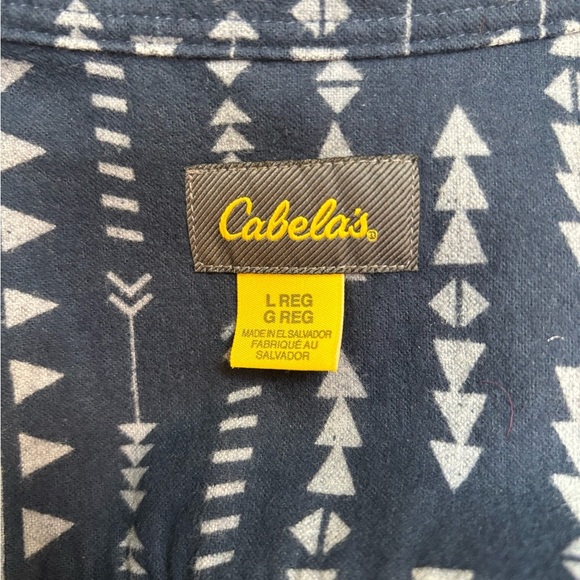 Cabela's®
L REG
G REG
MADE IN EL SALVADOR
FABRIQUÉ AU
SALVADOR